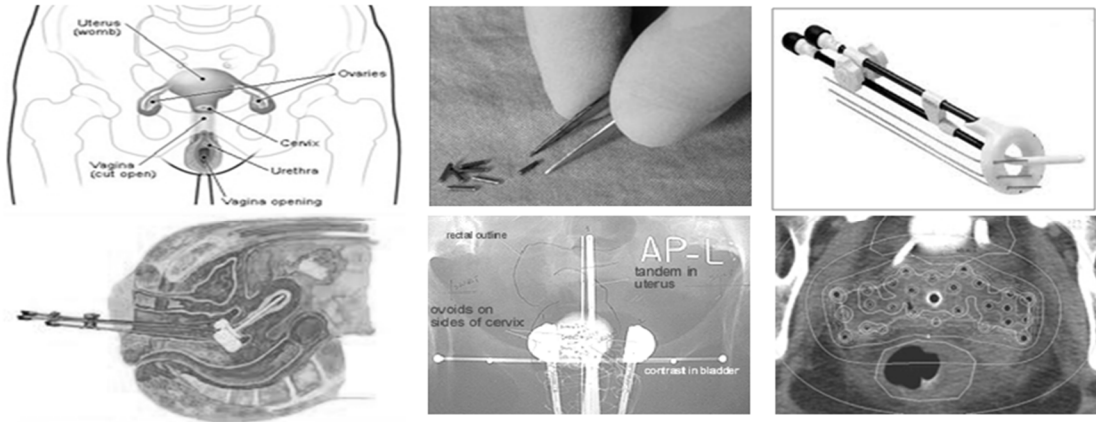 Uterus
(womb)
Ovaries
Cervix
Vagina
(cut open)
Urethra
Vagina opening
rectal outline
AP-L
tandem in
uterus
ovoids on
sides of cervix
contrast in bladder